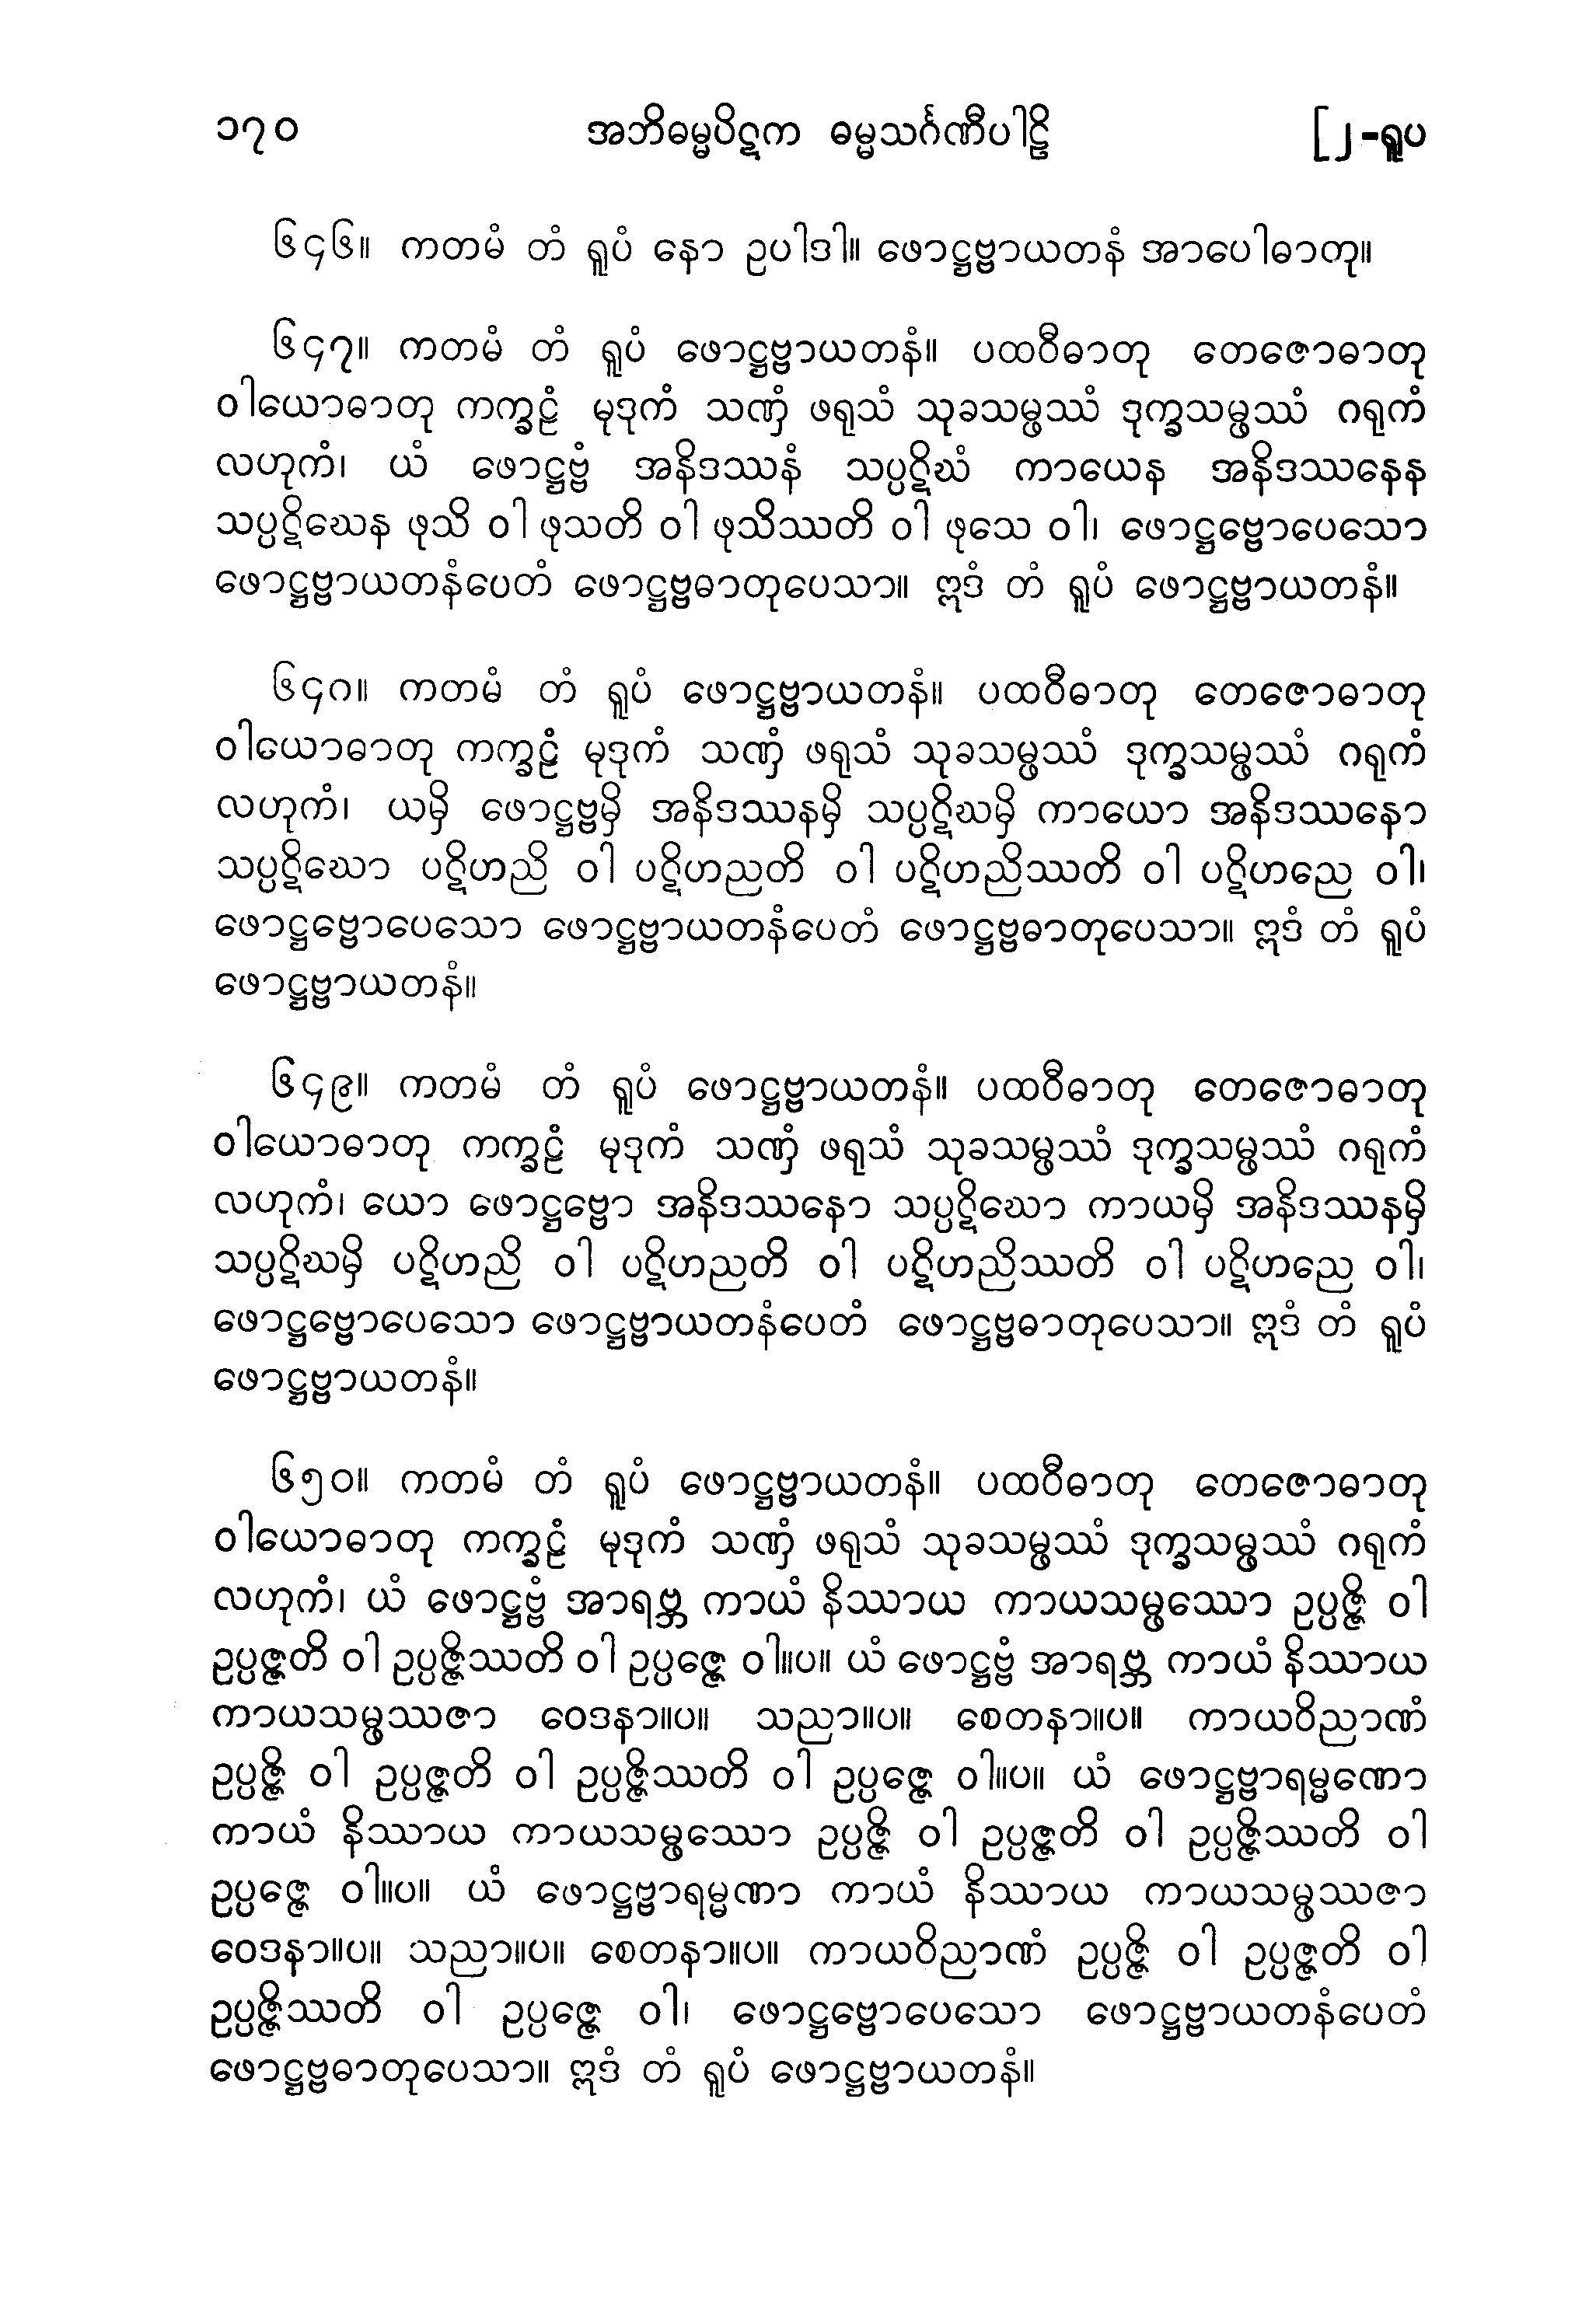 ၁၇၀ အဘိဓမ္မပိဋက ဓမ္မသင်္ဂဏီပါဠိ [၂-ရူပ
၆၄၆။ ကတမံ တံ ရူပံ နော ဥပါဒါ။ ဖောဋ္ဌဗ္ဗာယတနံ အာပေါဓာတု။
၆၄၇။ ကတမံ တံ ရူပံ ဖောဋ္ဌဗ္ဗာယတနံ။ ပထဝီဓာတု တေဇောဓာတု
ဝါယောဓာတု ကက္ခဠံ မုဒုကံ သဏှံ ဖရုသံ သုခသမ္ဖဿံ ဒုက္ခသမ္ဖဿံ ဂရုကံ
လဟုကံ၊ ယံ ဖောဋ္ဌဗ္ဗံ အနိဒဿနံ သပ္ပဋိဃံ ကာယေန အနိဒဿနေန
သပ္ပဋိဃေန ဖုသိ ဝါ ဖုသတိ ဝါ ဖုသိဿတိ ဝါ ဖုသေ ဝါ၊ ဖောဋ္ဌဗ္ဗောပေသော
ဖောဋ္ဌဗ္ဗာယတနံပေတံ ဖောဋ္ဌဗ္ဗဓာတုပေသာ။ ဣဒံ တံ ရူပံ ဖောဋ္ဌဗ္ဗာယတနံ။
၆၄၈။ ကတမံ တံ ရူပံ ဖောဋ္ဌဗ္ဗာယတနံ။ ပထဝီဓာတု တေဇောဓာတု
ဝါယောဓာတု ကက္ခဠံ မုဒုကံ သဏှံ ဖရုသံ သုခသမ္ဖဿံ ဒုက္ခသမ္ဖဿံ ဂရုကံ
လဟုကံ၊ ယမှိ ဖောဋ္ဌဗ္ဗမှိ အနိဒဿနမှိ သပ္ပဋိဃမှိ ကာယော အနိဒဿနော
သပ္ပဋိဃော ပဋိဟညိ ဝါ ပဋိဟညတိ ဝါ ပဋိဟညိဿတိ ဝါ ပဋိဟညေ ဝါ၊
ဖောဋ္ဌဗ္ဗောပေသော ဖောဋ္ဌဗ္ဗာယတနံပေတံ ဖောဋ္ဌဗ္ဗဓာတုပေသာ။ ဣဒံ တံ ရူပံ
ဖောဋ္ဌဗ္ဗာယတနံ။
၆၄၉။ ကတမံ တံ ရူပံ ဖောဋ္ဌဗ္ဗာယတနံ။ ပထဝီဓာတု တေဇောဓာတု
ဝါယောဓာတု ကက္ခဠံ မုဒုကံ သဏှံ ဖရုသံ သုခသမ္ဖဿံ ဒုက္ခသမ္ဖဿံ ဂရုကံ
လဟုကံ၊ ယော ဖောဋ္ဌဗ္ဗော အနိဒဿနော သပ္ပဋိဃော ကာယမှိ အနိဒဿနမှိ
သပ္ပဋိဃမှိ ပဋိဟညိ ဝါ ပဋိဟညတိ ဝါ ပဋိဟညိဿတိ ဝါ ပဋိဟညေ ဝါ၊
ဖောဋ္ဌဗ္ဗောပေသော ဖောဋ္ဌဗ္ဗာယတနံပေတံ ဖောဋ္ဌဗ္ဗဓာတုပေသာ။ ဣဒံ တံ ရူပံ
ဖောဋ္ဌဗ္ဗာယတနံ။
၆၅၀။ ကတမံ တံ ရူပံ ဖောဋ္ဌဗ္ဗာယတနံ။ ပထဝီဓာတု တေဇောဓာတု
ဝါယောဓာတု ကက္ခဠံ မုဒုကံ သဏှံ ဖရုသံ သုခသမ္ဖဿံ ဒုက္ခသမ္ဖဿံ ဂရုကံ
လဟုကံ၊ ယံ ဖောဋ္ဌဗ္ဗံ အာရဗ္ဘ ကာယံ နိဿာယ ကာယသမ္ဖဿော ဥပ္ပဇ္ဇိ ဝါ
ဥပ္ပဇ္ဇတိ ဝါ ဥပ္ပဇ္ဇိဿတိ ဝါ ဥပ္ပဇ္ဇေ ဝါ။ပ။ ယံ ဖောဋ္ဌဗ္ဗံ အာရဗ္ဘ ကာယံ နိဿာယ
ကာယသမ္ဖဿဇာ ဝေဒနာ။ပ။ သညာ။ပ။ စေတနာ။ပ။ ကာယဝိညာဏံ
ဥပ္ပဇ္ဇိ ဝါ ဥပ္ပဇ္ဇတိ ဝါ ဥပ္ပဇ္ဇိဿတိ ဝါ ဥပ္ပဇ္ဇေ ဝါ။ပ။ ယံ ဖောဋ္ဌဗ္ဗာရမ္မဏော
ကာယံ နိဿာယ ကာယသမ္ဖဿော ဥပ္ပဇ္ဇိ ဝါ ဥပ္ပဇ္ဇတိ ဝါ ဥပ္ပဇ္ဇိဿတိ ဝါ
ဥပ္ပဇ္ဇေ ဝါ။ပ။ ယံ ဖောဋ္ဌဗ္ဗာရမ္မဏာ ကာယံ နိဿာယ ကာယသမ္ဖဿဇာ
ဝေဒနာ။ပ။ သညာ။ပ။ စေတနာ။ပ။ ကာယဝိညာဏံ ဥပ္ပဇ္ဇိ ဝါ ဥပ္ပဇ္ဇတိ ဝါ
ဥပ္ပဇ္ဇိဿတိ ဝါ ဥပ္ပဇ္ဇေ ဝါ၊ ဖောဋ္ဌဗ္ဗောပေသော ဖောဋ္ဌဗ္ဗာယတနံပေတံ
ဖောဋ္ဌဗ္ဗဓာတုပေသာ။ ဣဒံ တံ ရူပံ ဖောဋ္ဌဗ္ဗာယတနံ။